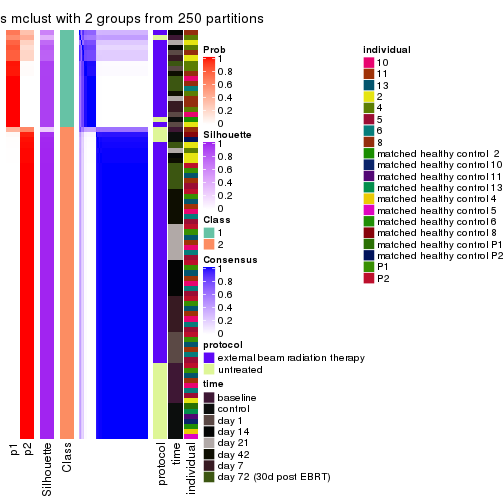 s mclust with 2 groups from 250 partitions
p1
p2
Silhouette
Class
protocol
time
individual
Prob
1
0.8
0.6
0.4
0.2
0
Silhouette
1
0.8
0.6
0.4
0.2
0
Class
1
2
Consensus
1
0.8
0.6
0.4
0.2
0
protocol
external beam radiation therapy
untreated
time
baseline
control
day 1
day 14
day 21
day 42
day 7
day 72 (30d post EBRT)
individual
10
11
13
2
4
5
6
8
matched healthy control  2
matched healthy control 10
matched healthy control 11
matched healthy control 13
matched healthy control 4
matched healthy control 5
matched healthy control 6
matched healthy control 8
matched healthy control P1
matched healthy control P2
P1
P2